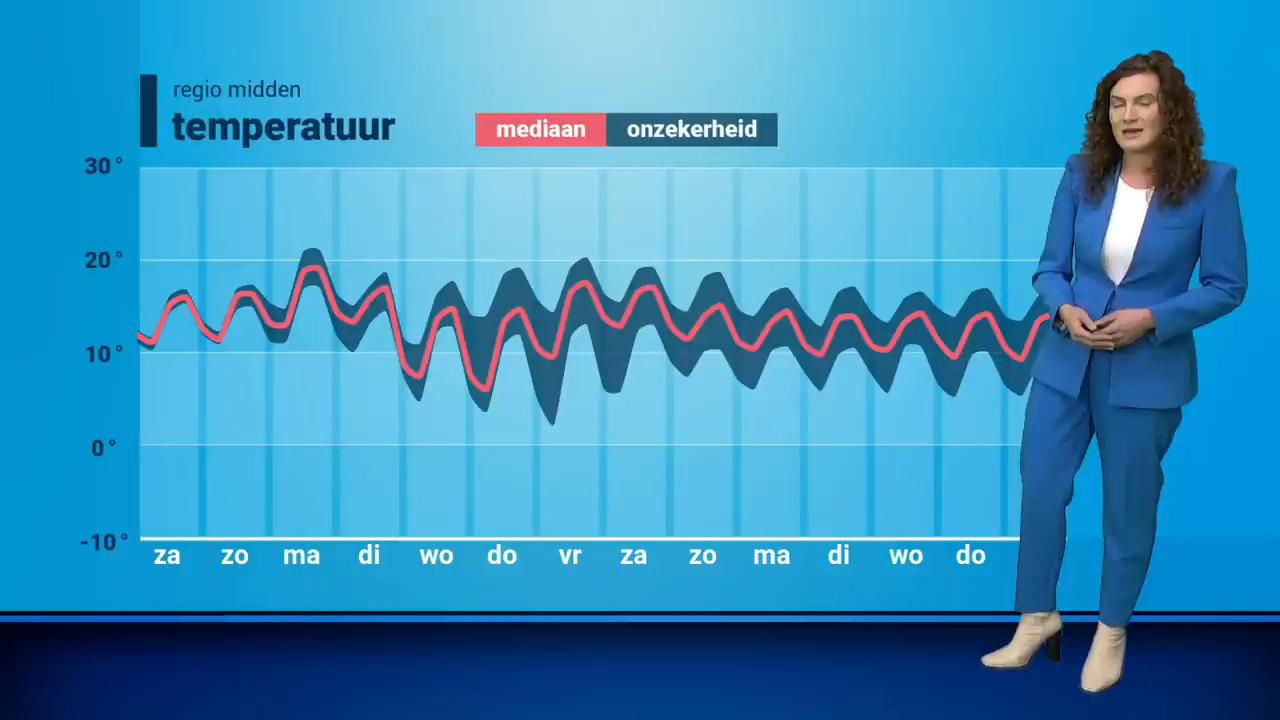 regio midden
temperatuur
mediaan onzekerheid
30°
20°
10°
0°
-10°
za zo ma di wo do vr za zo ma di wo do